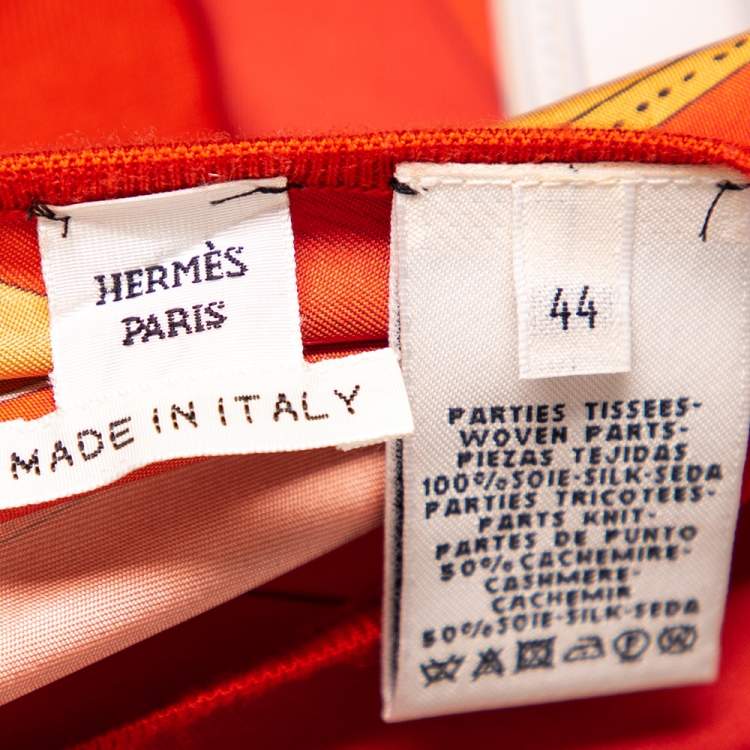 HERMÈS
PARIS
MADE IN ITALY
44
PARTIES TISSEES-
WOVEN PARTS-
PIEZAS TEJIDAS
100%SOIE-SILK-SEDA
PARTIES TRICOTEES-
PARTS KNIT-
PARTES DE PUNTO
50%CACHEMIRE-
CASHMERE-
CACHEMIR
50%SOIE-SILK-SEDA